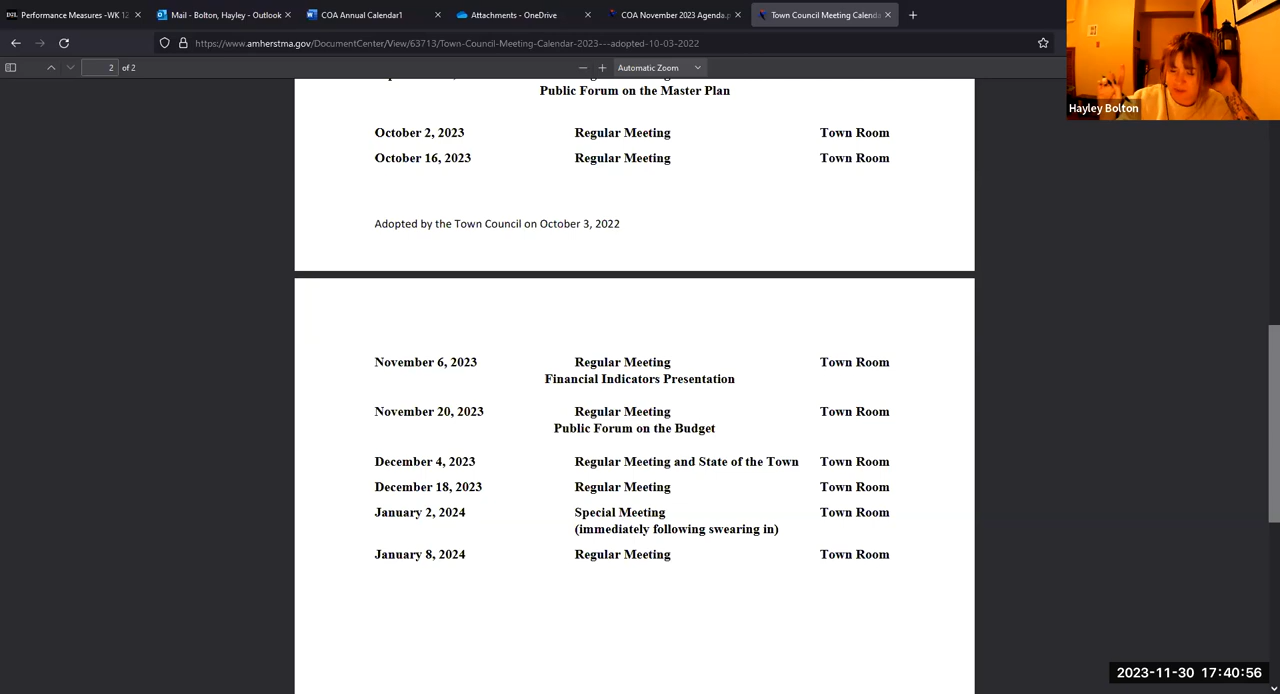 Performance Measures -WK 12
Mail - Bolton, Hayley - Outlook
COA Annual Calendar1
Attachments - OneDrive
COA November 2023 Agenda.p
Town Council Meeting Calenda
https://www.amherstma.gov/DocumentCenter/View/63713/Town-Council-Meeting-Calendar-2023---adopted-10-03-2022
2 of 2
Automatic Zoom
Hayley Bolton
Public Forum on the Master Plan
October 2, 2023 Regular Meeting Town Room
October 16, 2023 Regular Meeting Town Room
Adopted by the Town Council on October 3, 2022
November 6, 2023 Regular Meeting Town Room
Financial Indicators Presentation
November 20, 2023 Regular Meeting Town Room
Public Forum on the Budget
December 4, 2023 Regular Meeting and State of the Town Town Room
December 18, 2023 Regular Meeting Town Room
January 2, 2024 Special Meeting Town Room
(immediately following swearing in)
January 8, 2024 Regular Meeting Town Room
2023-11-30 17:40:56